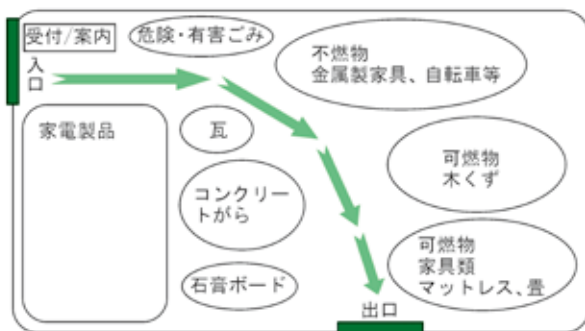 受付/案内
危険・有害ごみ
不燃物
金属製家具、自転車等
入
口
家電製品
瓦
可燃物
木くず
コンクリー
トがら
可燃物
家具類
マットレス、畳
石膏ボード
出口